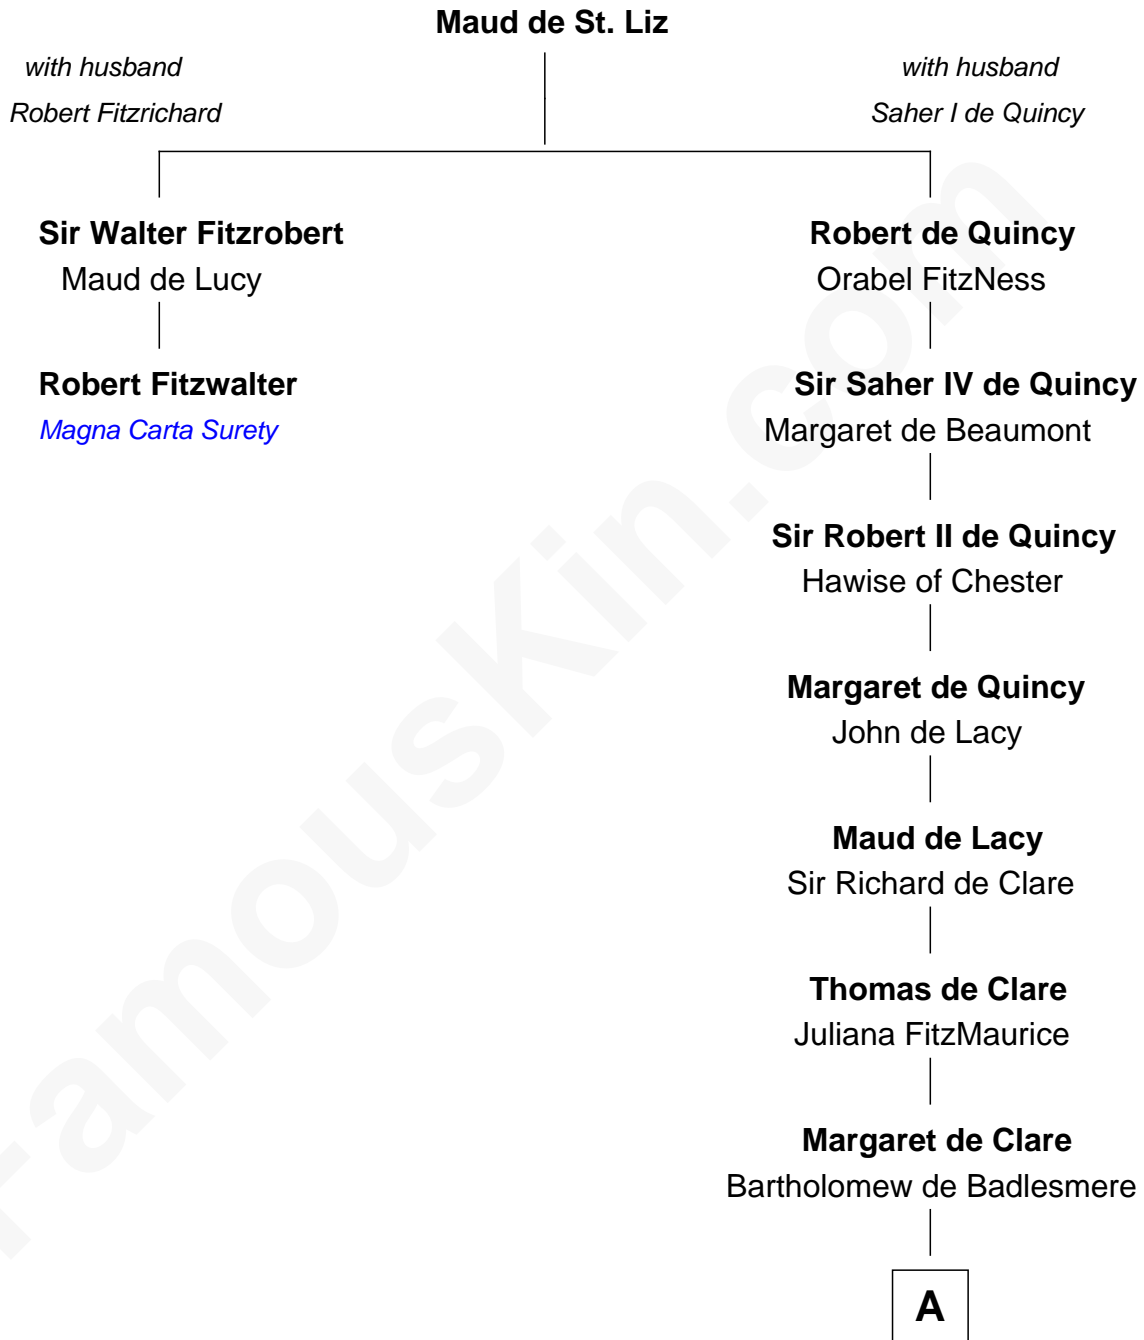 Maud de St. Liz
with husband
Robert Fitzrichard
with husband
Saher I de Quincy
Sir Walter Fitzrobert
Maud de Lucy
Robert Fitzwalter
Magna Carta Surety
Robert de Quincy
Orabel FitzNess
Sir Saher IV de Quincy
Margaret de Beaumont
Sir Robert II de Quincy
Hawise of Chester
Margaret de Quincy
John de Lacy
Maud de Lacy
Sir Richard de Clare
Thomas de Clare
Juliana FitzMaurice
Margaret de Clare
Bartholomew de Badlesmere
A
FamousKin.com